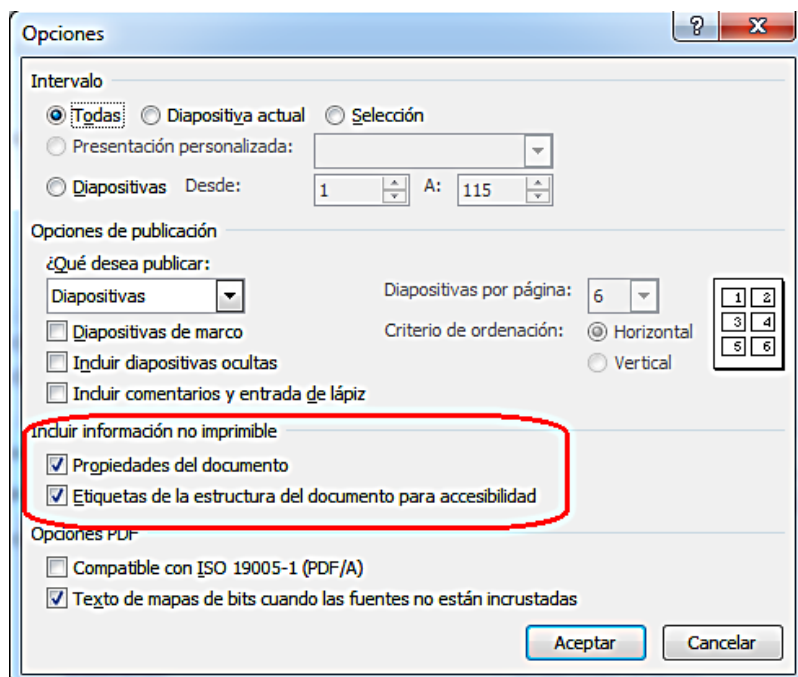 Opciones
?
X
Intervalo
Todas Diapositiva actual Selección
Presentación personalizada:
Diapositivas Desde: 1 A: 115
Opciones de publicación
¿Qué desea publicar:
Diapositivas Diapositivas por página: 6
Diapositivas de marco Criterio de ordenación: Horizontal
Incluir diapositivas ocultas Vertical
1 2
3 4
5 6
Incluir comentarios y entrada de lápiz
Incluir información no imprimible
Propiedades del documento
Etiquetas de la estructura del documento para accesibilidad
Opciones PDF
Compatible con ISO 19005-1 (PDF/A)
Texto de mapas de bits cuando las fuentes no están incrustadas
Aceptar Cancelar